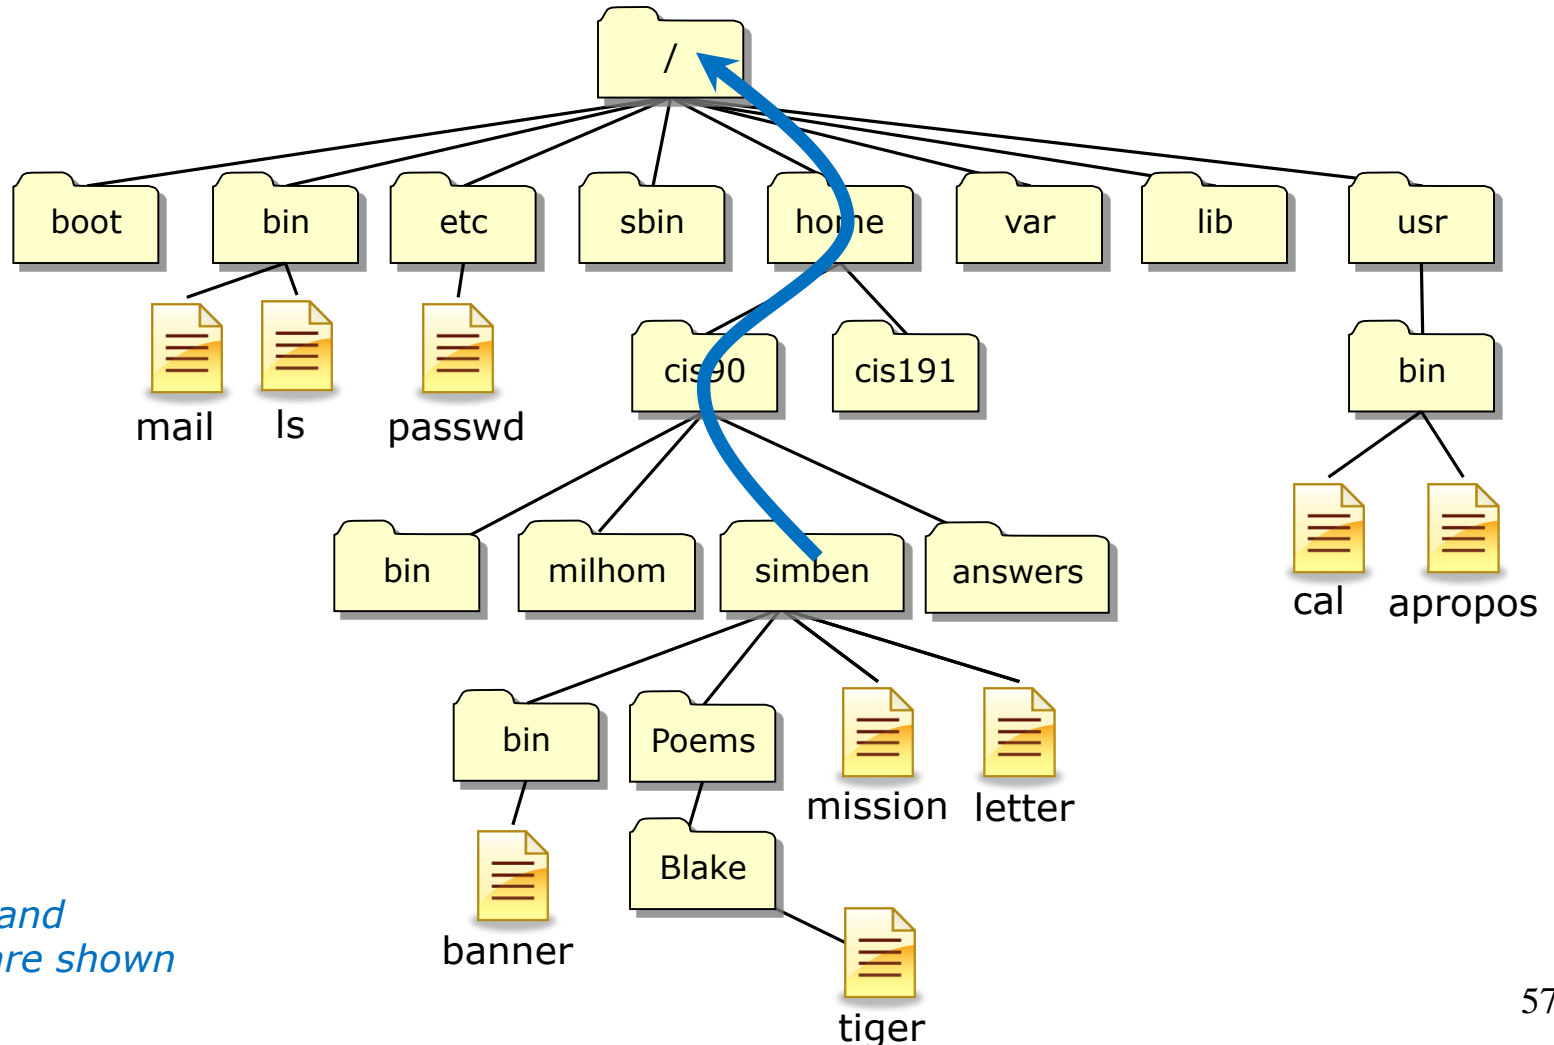 /
boot
bin
etc
sbin
home
var
lib
usr
mail
ls
passwd
cis90
cis191
bin
bin
milhom
simben
answers
cal
apropos
bin
Poems
mission
letter
Blake
banner
tiger
and
are shown
57